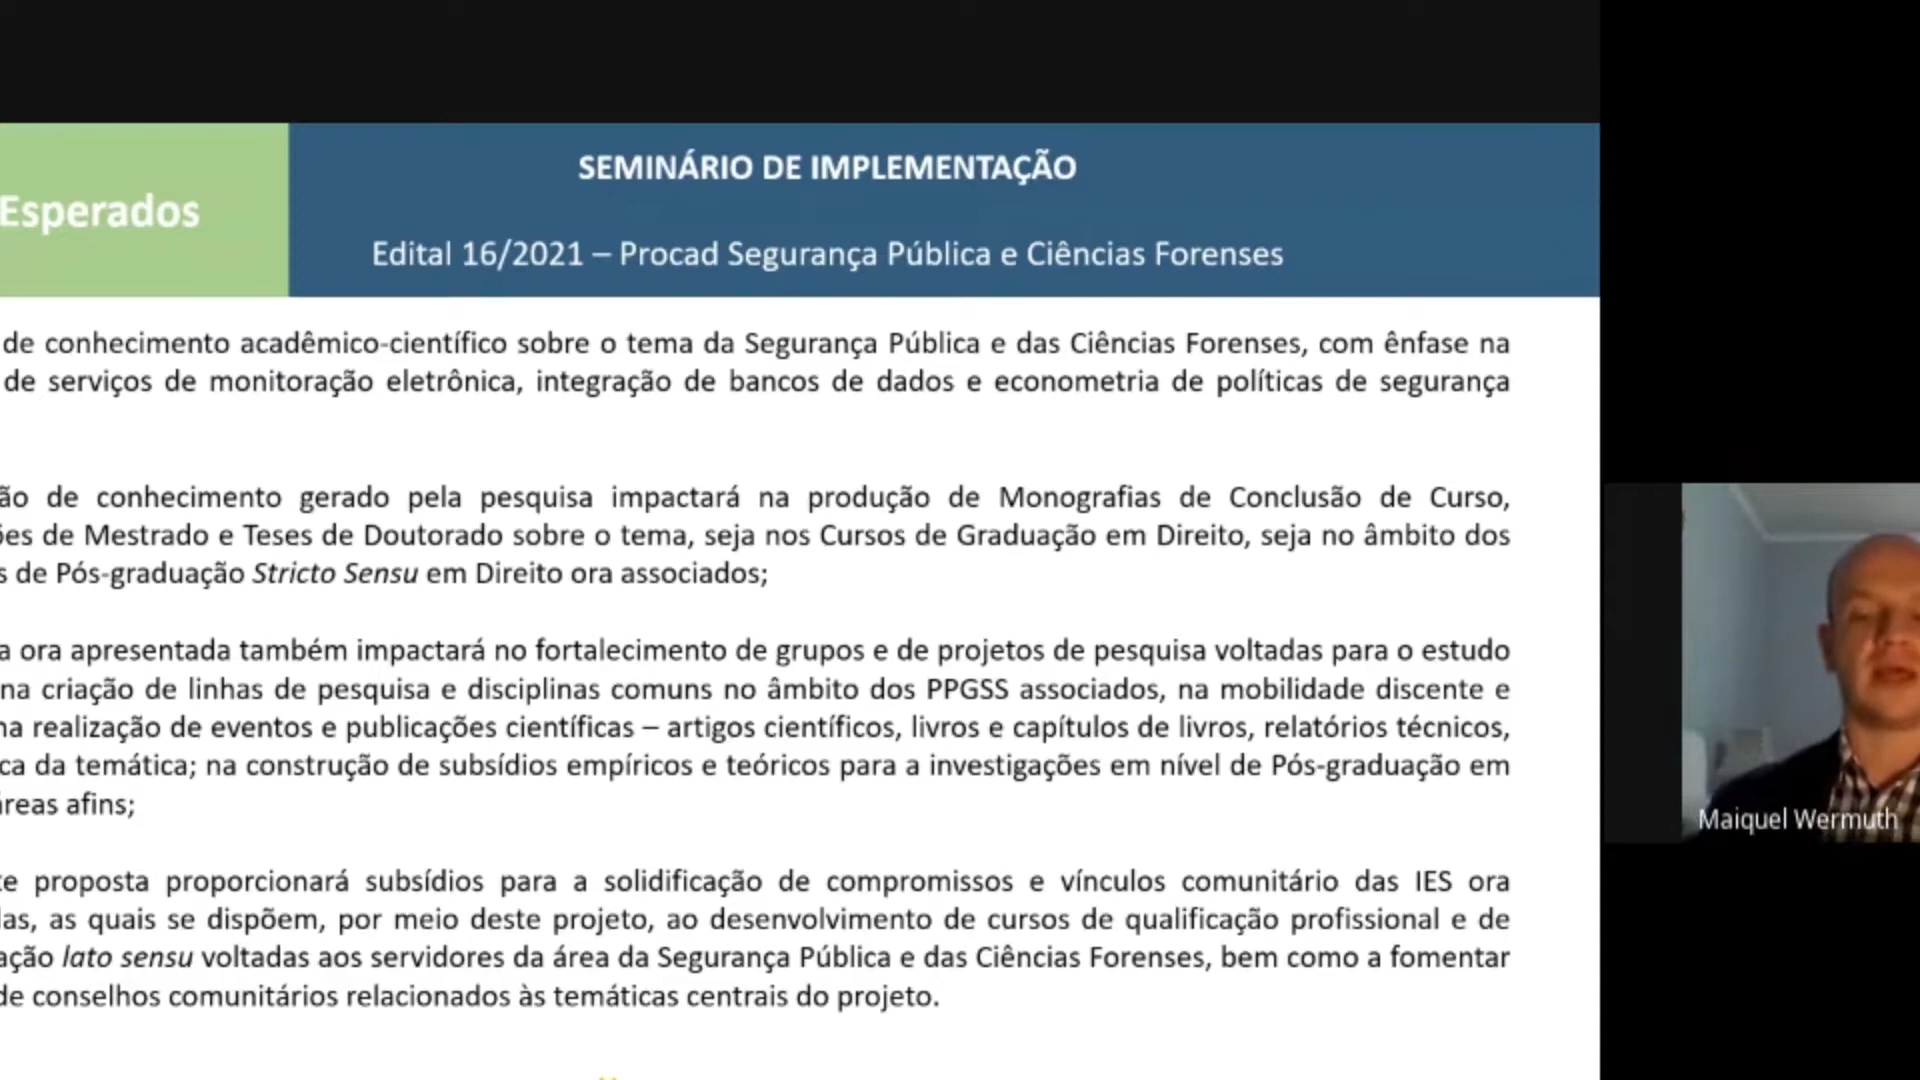 Esperados
SEMINÁRIO DE IMPLEMENTAÇÃO
Edital 16/2021 – Procad Segurança Pública e Ciências Forenses
de conhecimento acadêmico-científico sobre o tema da Segurança Pública e das Ciências Forenses, com ênfase na
de serviços de monitoração eletrônica, integração de bancos de dados e econometria de políticas de segurança
de conhecimento gerado pela pesquisa impactará na produção de Monografias de Conclusão de Curso,
de Mestrado e Teses de Doutorado sobre o tema, seja nos Cursos de Graduação em Direito, seja no âmbito dos
de Pós-graduação Stricto Sensu em Direito ora associados;
ora apresentada também impactará no fortalecimento de grupos e de projetos de pesquisa voltadas para o estudo
na criação de linhas de pesquisa e disciplinas comuns no âmbito dos PPGSS associados, na mobilidade discente e
na realização de eventos e publicações científicas – artigos científicos, livros e capítulos de livros, relatórios técnicos,
da temática; na construção de subsídios empíricos e teóricos para a investigações em nível de Pós-graduação em
áreas afins;
proposta proporcionará subsídios para a solidificação de compromissos e vínculos comunitário das IES ora
as quais se dispõem, por meio deste projeto, ao desenvolvimento de cursos de qualificação profissional e de
lato sensu voltadas aos servidores da área da Segurança Pública e das Ciências Forenses, bem como a fomentar
de conselhos comunitários relacionados às temáticas centrais do projeto.
Maiquel Wermuth